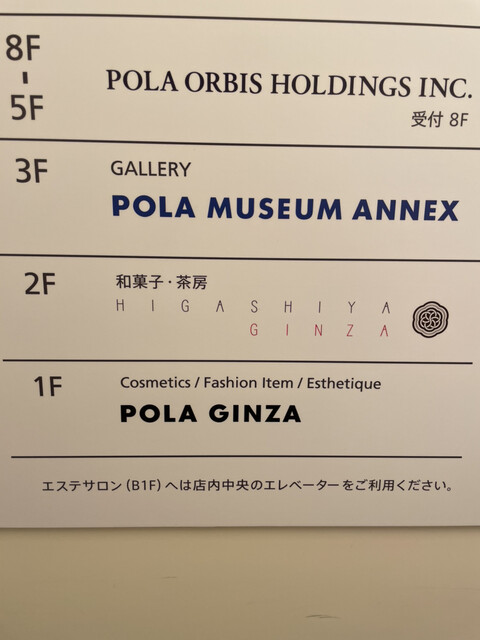 8F
-
5F
POLA ORBIS HOLDINGS INC.
受付 8F
3F
GALLERY
POLA MUSEUM ANNEX
2F
和菓子・茶房
HIGASHIYA
GINZA
1F
Cosmetics / Fashion Item / Esthetique
POLA GINZA
エステサロン（B1F）へは店内中央のエレベーターをご利用ください。